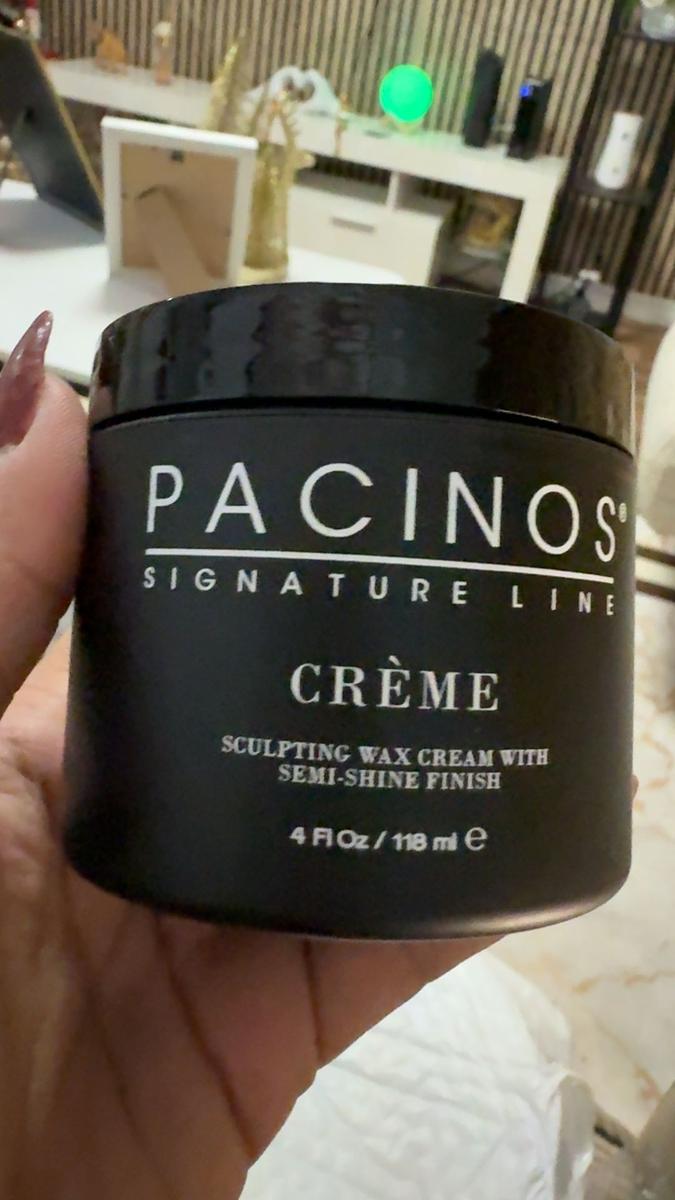 PACINOS®
SIGNATURE LINE
CRÈME
SCULPTING WAX CREAM WITH
SEMI-SHINE FINISH
4 Fl Oz / 118 ml ℮